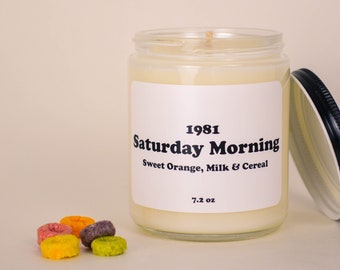 1981
Saturday Morning
Sweet Orange, Milk & Cereal
7.2 oz